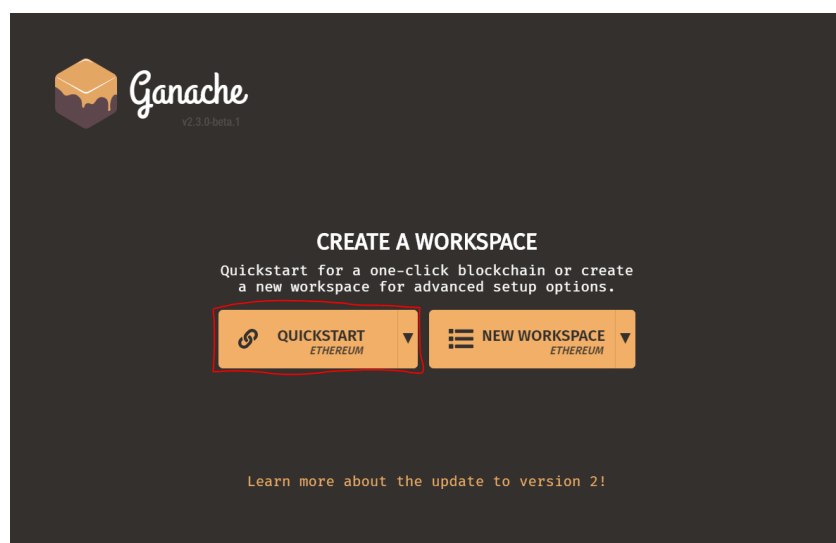 Ganache
v2.3.0-beta.1
CREATE A WORKSPACE
Quickstart for a one-click blockchain or create
a new workspace for advanced setup options.
QUICKSTART
ETHEREUM
NEW WORKSPACE
ETHEREUM
Learn more about the update to version 2!